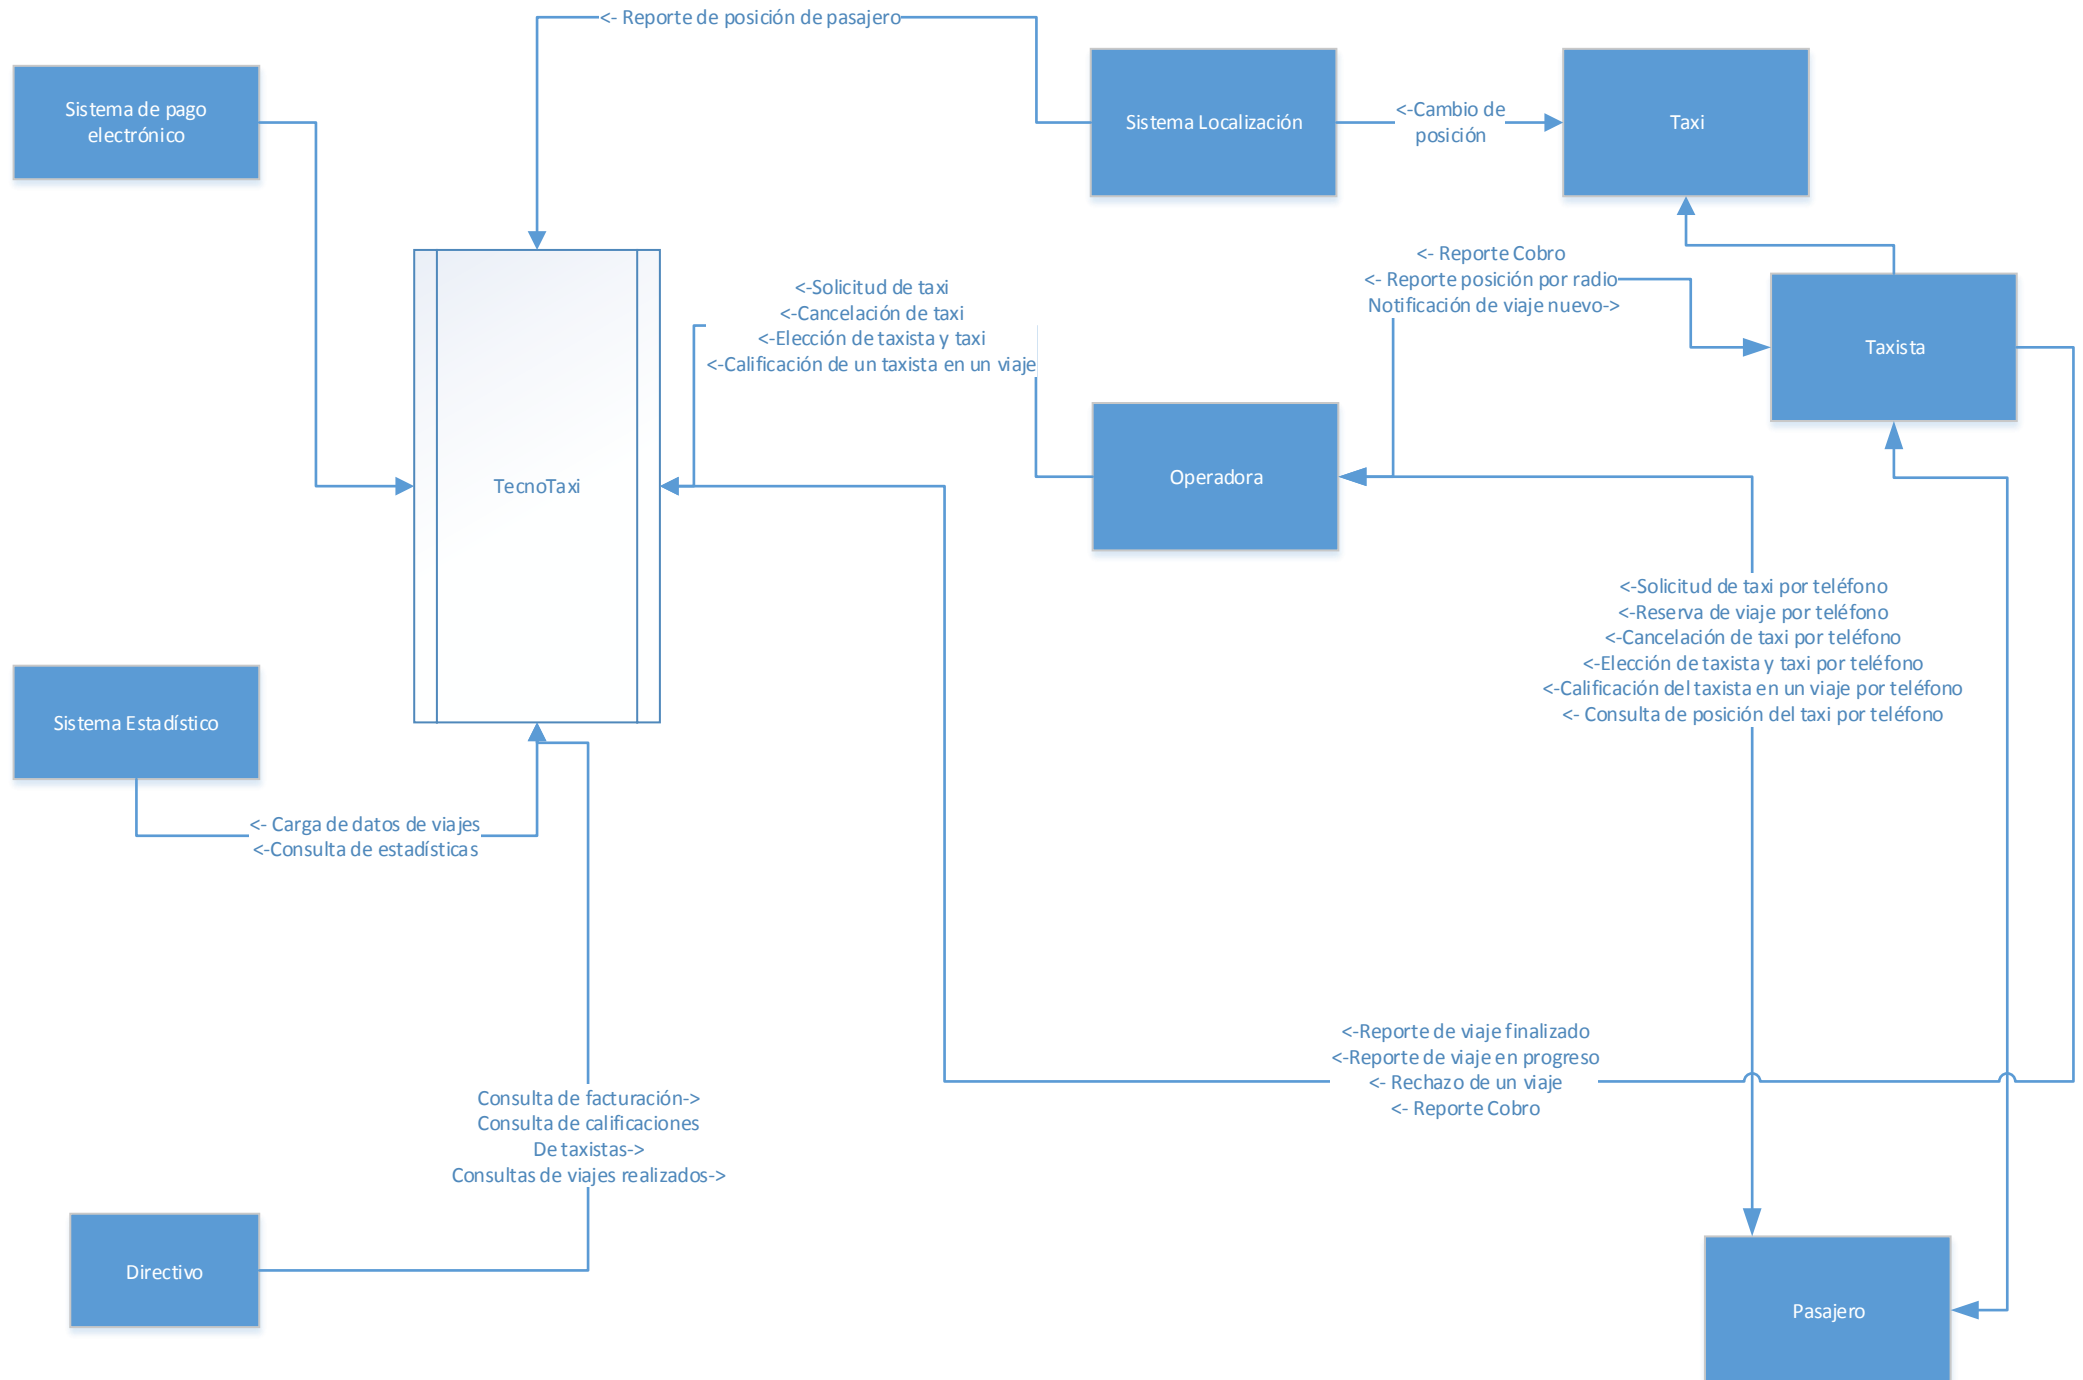 <- Reporte de posición de pasajero
Sistema de pago
electrónico
Sistema Localización
<-Cambio de
posición
Taxi
<- Reporte Cobro
<- Reporte posición por radio
Notificación de viaje nuevo->
<-Solicitud de taxi
<-Cancelación de taxi
<-Elección de taxista y taxi
<-Calificación de un taxista en un viaje
Taxista
TecnoTaxi
Operadora
<-Solicitud de taxi por teléfono
<-Reserva de viaje por teléfono
<-Cancelación de taxi por teléfono
<-Elección de taxista y taxi por teléfono
<-Calificación del taxista en un viaje por teléfono
<- Consulta de posición del taxi por teléfono
Sistema Estadístico
<- Carga de datos de viajes
<-Consulta de estadísticas
<-Reporte de viaje finalizado
<-Reporte de viaje en progreso
<- Rechazo de un viaje
<- Reporte Cobro
Consulta de facturación->
Consulta de calificaciones
De taxistas->
Consultas de viajes realizados->
Directivo
Pasajero